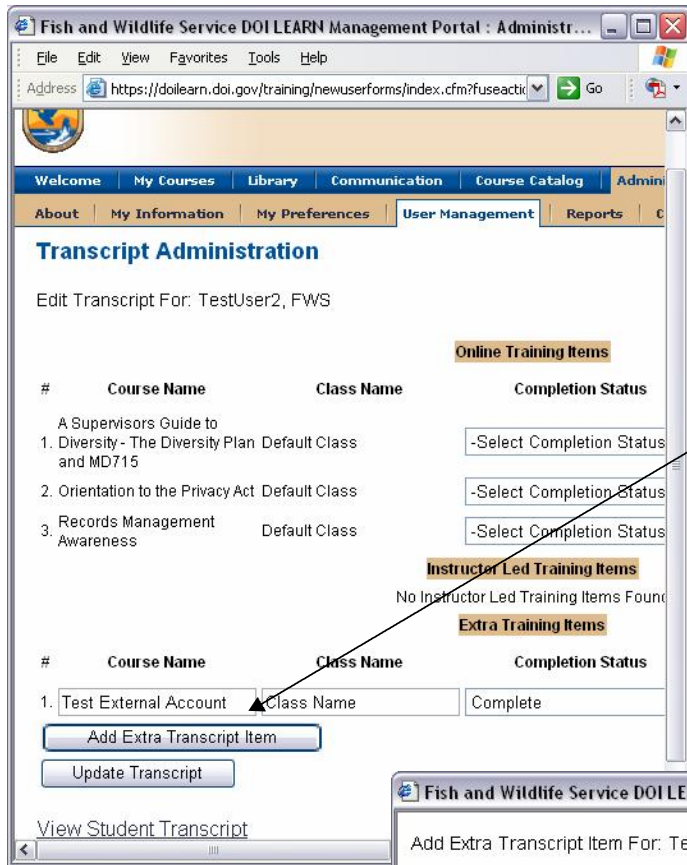 Fish and Wildlife Service DOI LEARN Management Portal : Administr...
File Edit View Favorites Tools Help
Address https://doilearn.doi.gov/training/newuserforms/index.cfm?fuseactic Go
Welcome My Courses Library Communication Course Catalog Admini
About My Information My Preferences User Management Reports C
Transcript Administration
Edit Transcript For: TestUser2, FWS
Online Training Items
# Course Name Class Name Completion Status
A Supervisors Guide to
1. Diversity - The Diversity Plan Default Class -Select Completion Status
and MD715
2. Orientation to the Privacy Act Default Class -Select Completion Status
3. Records Management Default Class -Select Completion Status
Awareness
Instructor Led Training Items
No Instructor Led Training Items Found
Extra Training Items
# Course Name Class Name Completion Status
1. Test External Account Class Name Complete
Add Extra Transcript Item
Update Transcript
Fish and Wildlife Service DOI LE
View Student Transcript
Add Extra Transcript Item For: Te